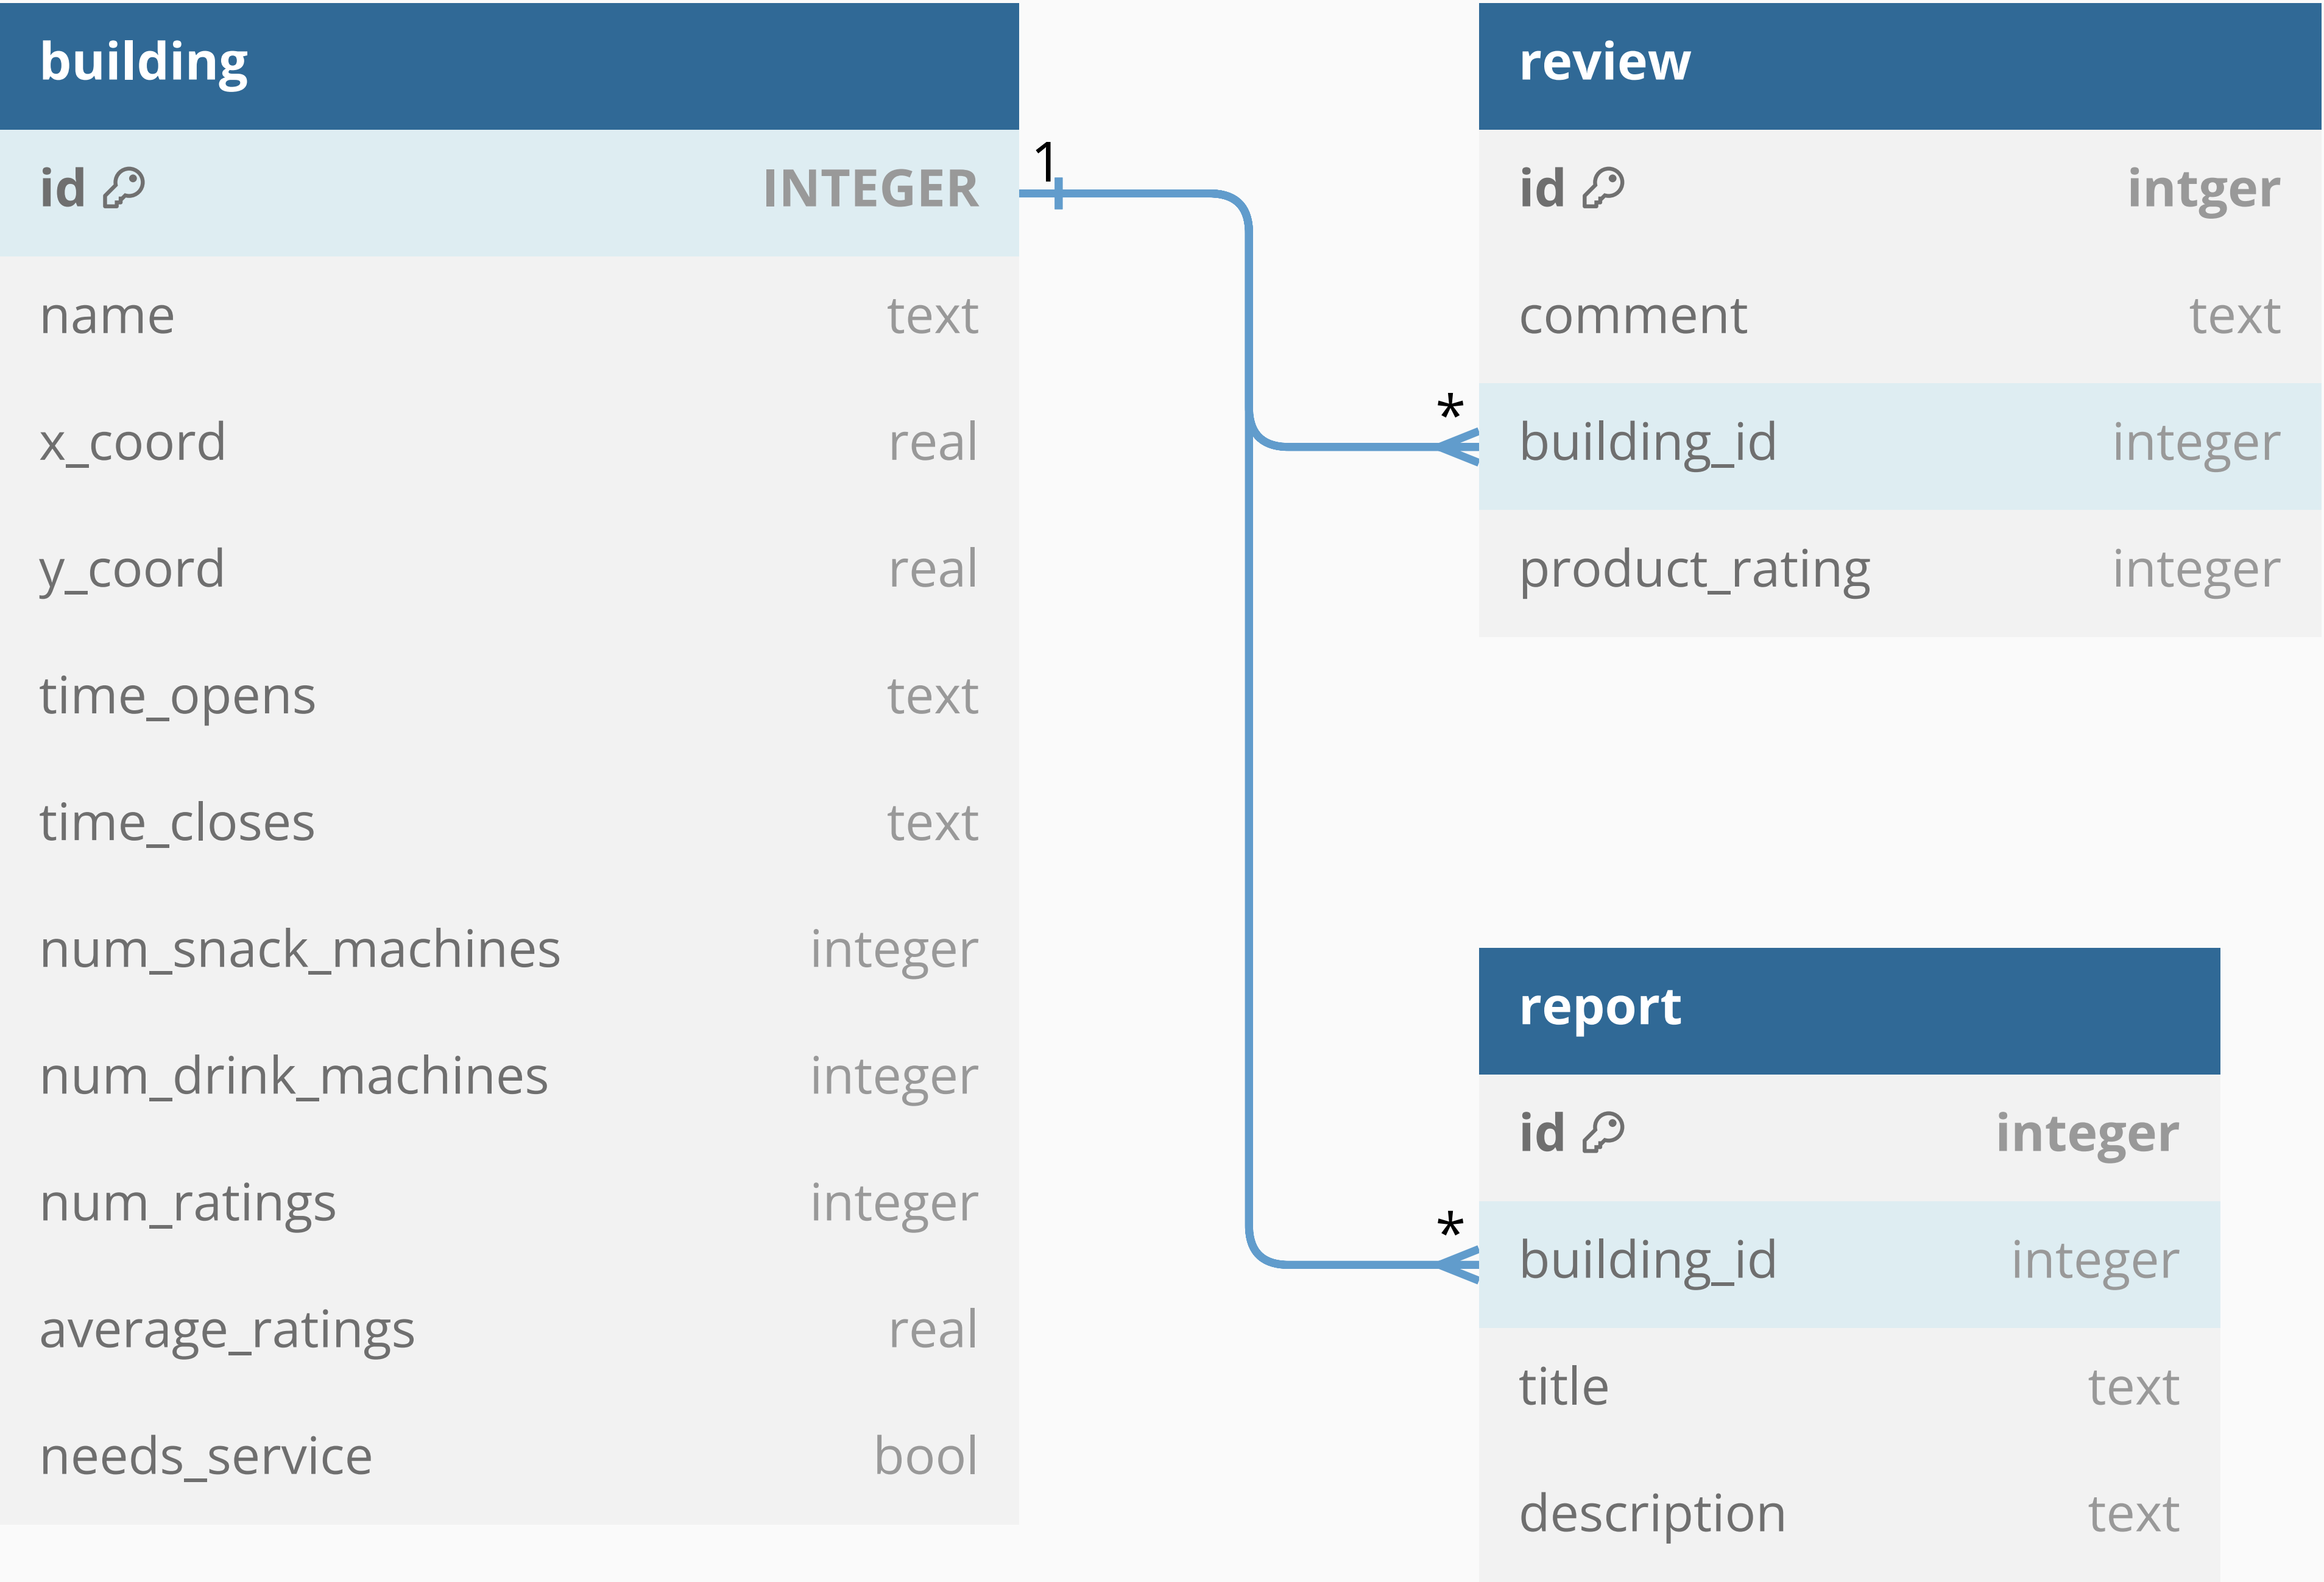 building
id INTEGER
name text
x_coord real
y_coord real
time_opens text
time_closes text
num_snack_machines integer
num_drink_machines integer
num_ratings integer
average_ratings real
needs_service bool
1
*
*
review
id intger
comment text
building_id integer
product_rating integer
report
id integer
building_id integer
title text
description text